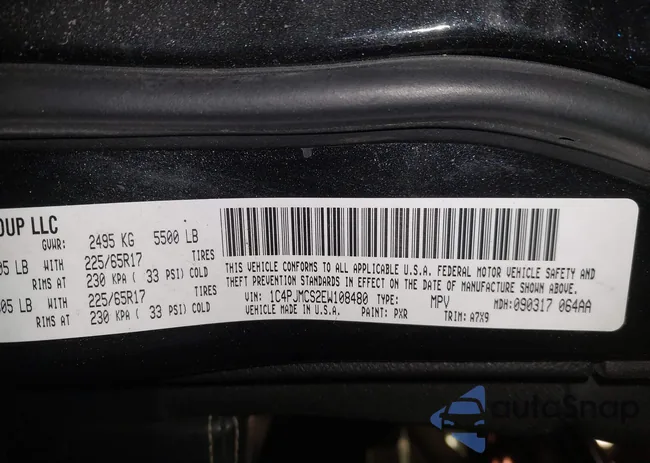 OUP LLC
GVWR: 2495 KG 5500 LB
05 LB WITH 225/65R17 TIRES
RIMS AT 230 KPA ( 33 PSI) COLD
505 LB WITH 225/65R17 TIRES
RIMS AT 230 KPA ( 33 PSI) COLD
THIS VEHICLE CONFORMS TO ALL APPLICABLE U.S.A. FEDERAL MOTOR VEHICLE SAFETY AND
THEFT PREVENTION STANDARDS IN EFFECT ON THE DATE OF MANUFACTURE SHOWN ABOVE.
VIN: 1C4PJMCS2EW108480 TYPE: MPV MDH: 090317 064AA
VEHICLE MADE IN U.S.A. PAINT: PXR TRIM: A7X9
autoSnap